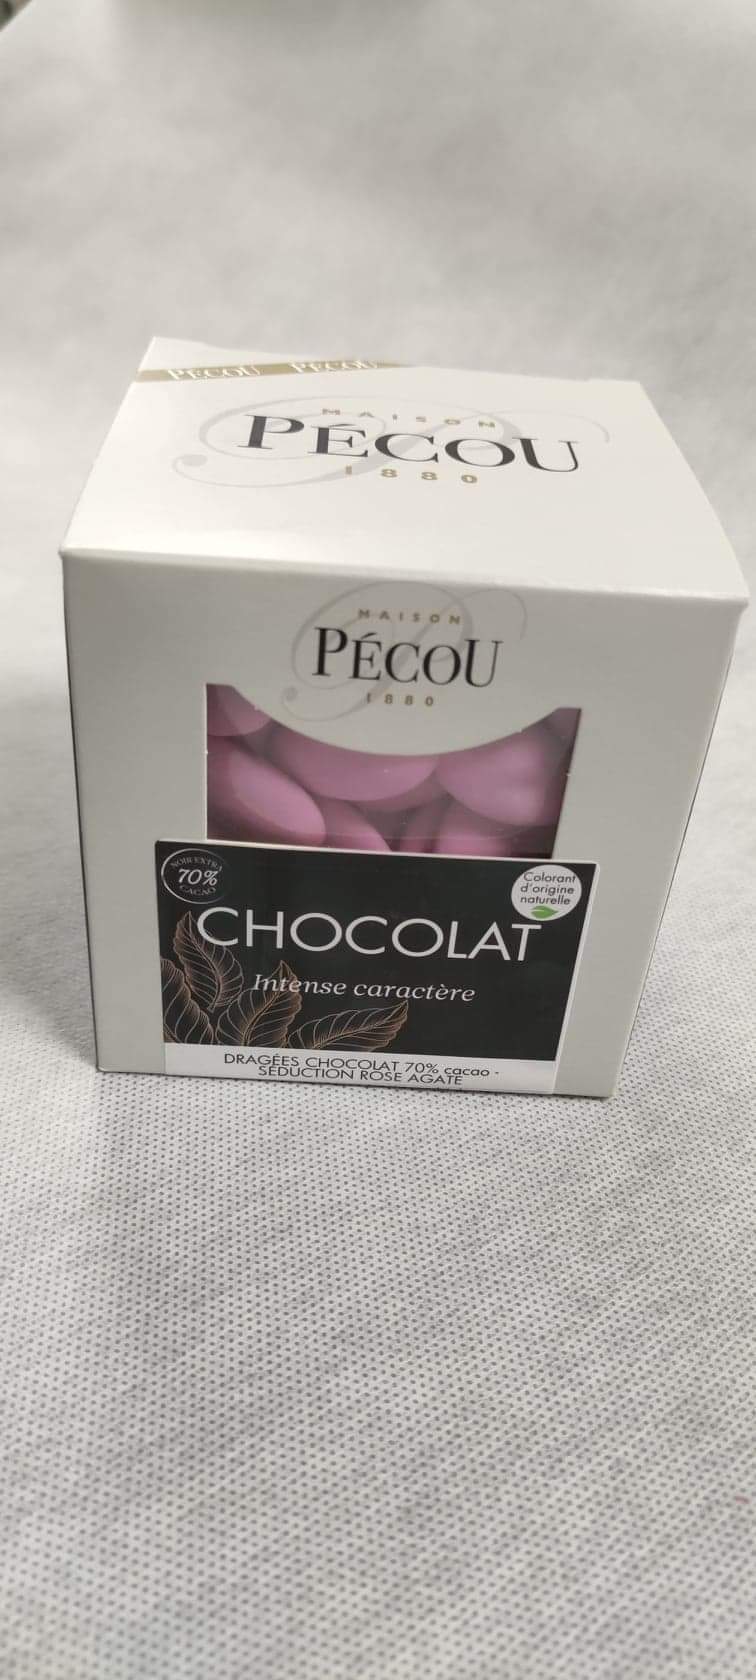 PÉCOU PÉCOU
MAISON
PÉCOU
1880
MAISON
PÉCOU
1880
NOIR EXTRA
70%
CACAO
Colorant
d'origine
naturelle
CHOCOLAT
Intense caractère
DRAGÉES CHOCOLAT 70% cacao -
SÉDUCTION ROSE AGATE